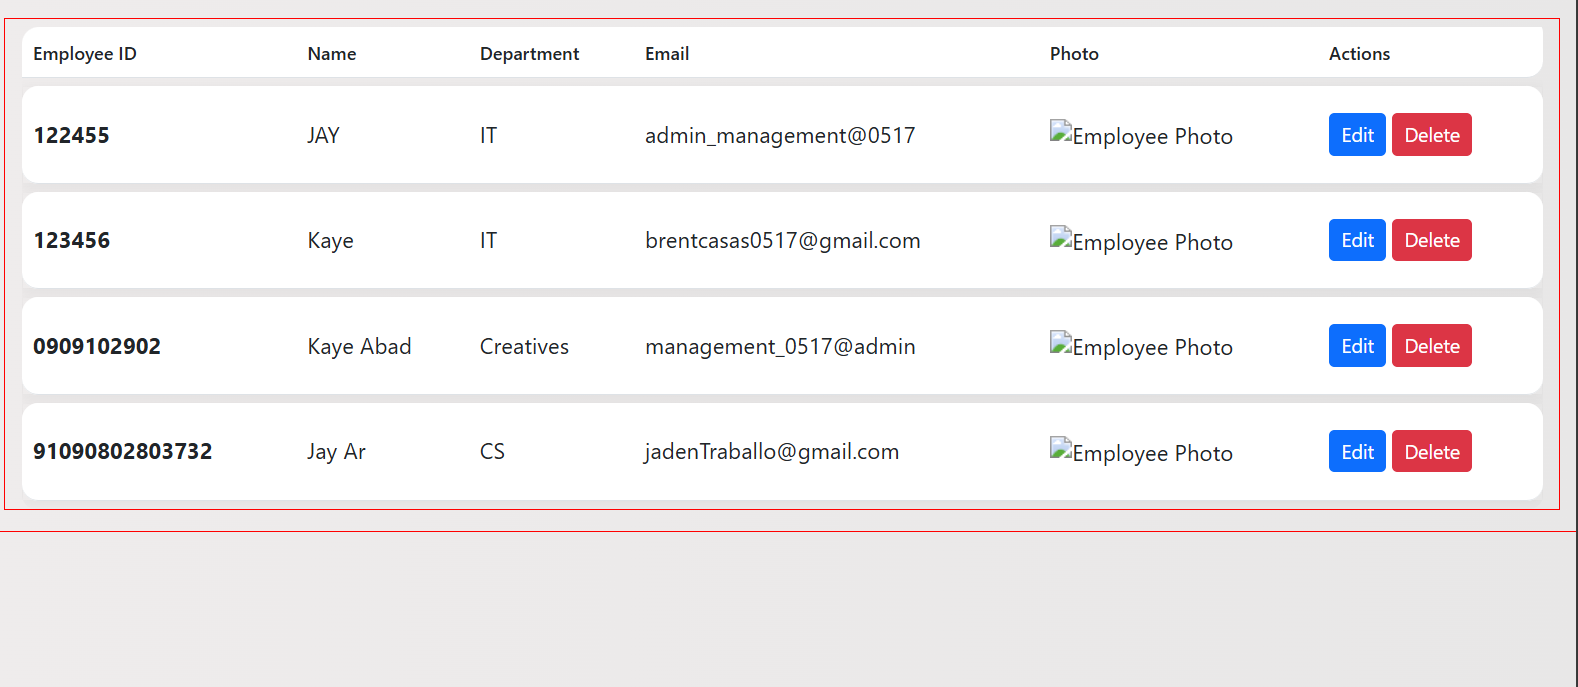 Employee ID Name Department Email Photo Actions
122455 JAY IT admin_management@0517 Employee Photo Edit Delete
123456 Kaye IT brentcasas0517@gmail.com Employee Photo Edit Delete
0909102902 Kaye Abad Creatives management_0517@admin Employee Photo Edit Delete
91090802803732 Jay Ar CS jadenTraballo@gmail.com Employee Photo Edit Delete